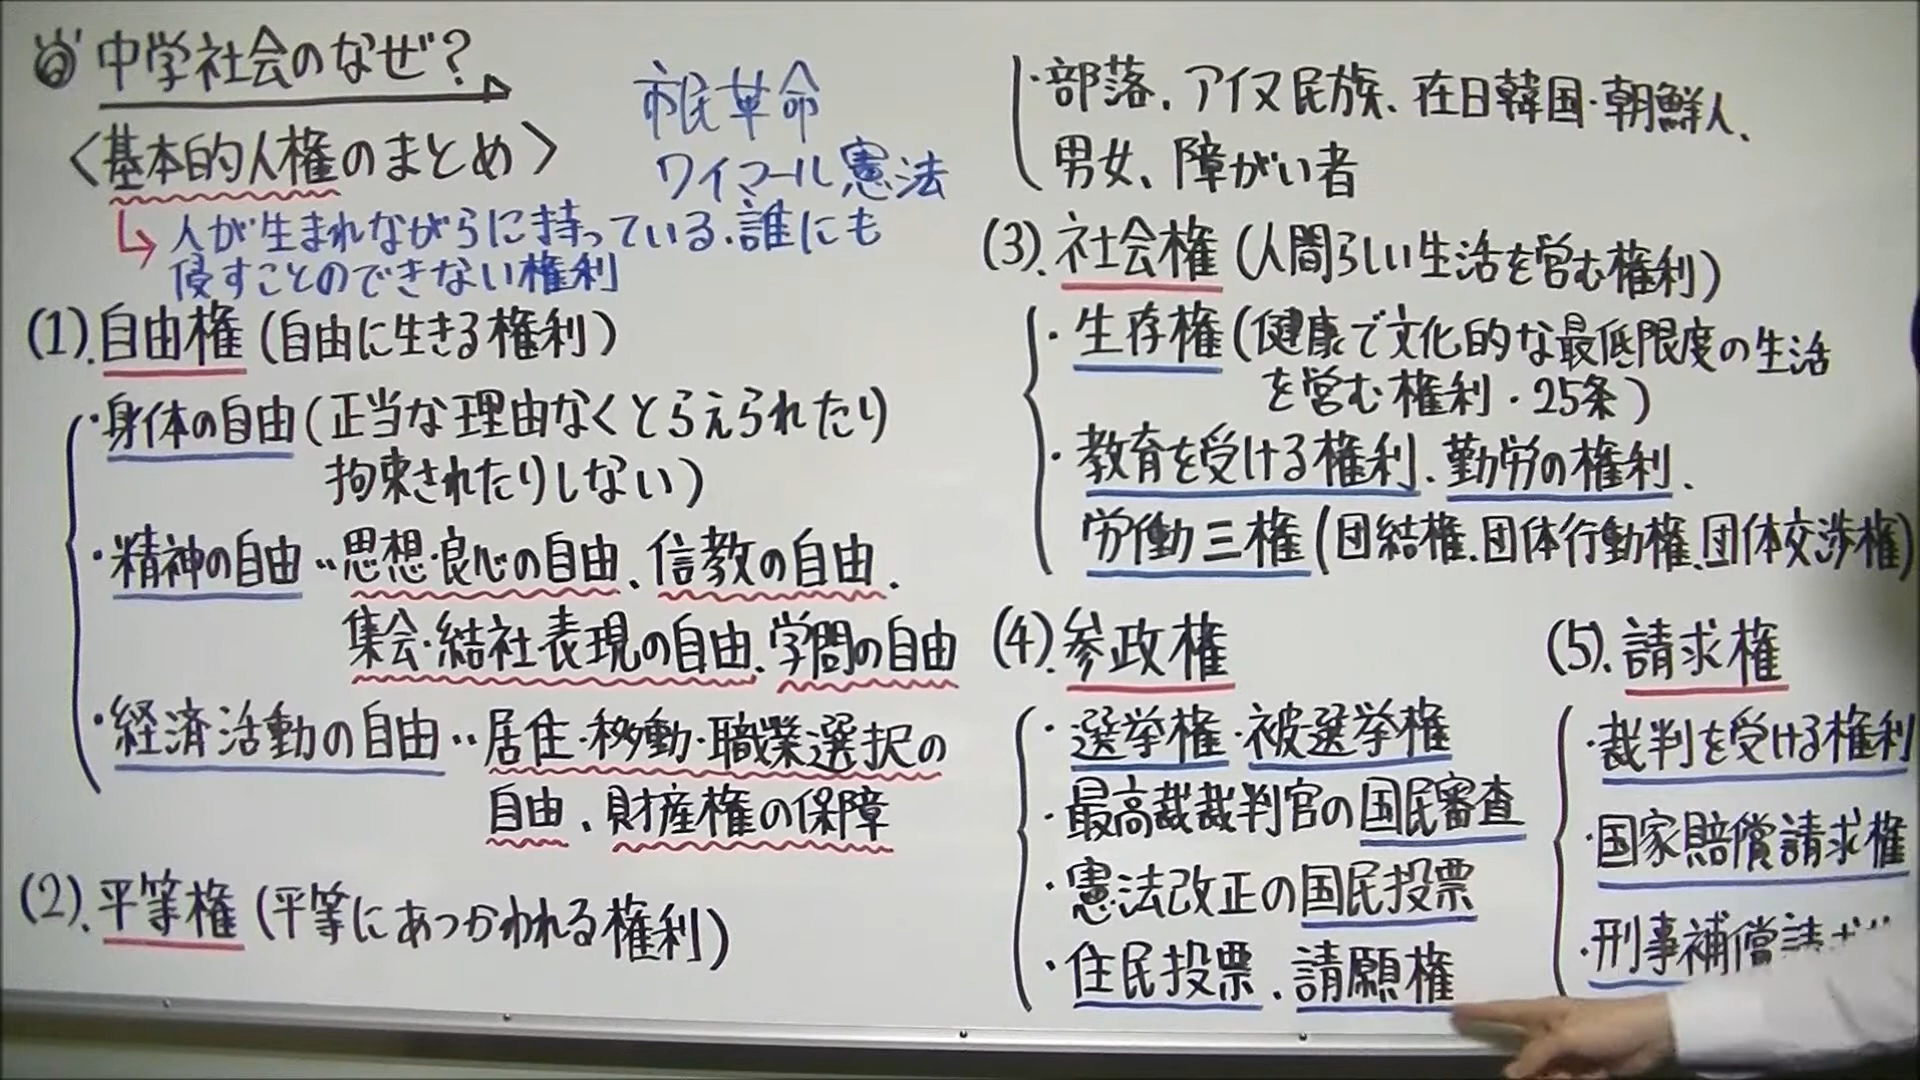 中学社会のなぜ?
<基本的人権のまとめ>
市民革命
ワイマール憲法
人が生まれながらに持っている、誰にも
侵すことのできない権利
(1).自由権(自由に生きる権利)
・身体の自由(正当な理由なくとらえられたり
拘束されたりしない)
・精神の自由‥思想・良心の自由、信教の自由、
集会・結社表現の自由、学問の自由
・経済活動の自由‥居住・移動・職業選択の
自由、財産権の保障
(2).平等権(平等にあつかわれる権利)
・部落、アイヌ民族、在日韓国・朝鮮人、
男女、障がい者
(3).社会権(人間らしい生活を営む権利)
・生存権(健康で文化的な最低限度の生活
を営む権利・25条)
・教育を受ける権利、勤労の権利、
労働三権(団結権、団体行動権、団体交渉権)
(4).参政権
・選挙権・被選挙権
・最高裁裁判官の国民審査
・憲法改正の国民投票
・住民投票、請願権
(5).請求権
・裁判を受ける権利
・国家賠償請求権
・刑事補償請